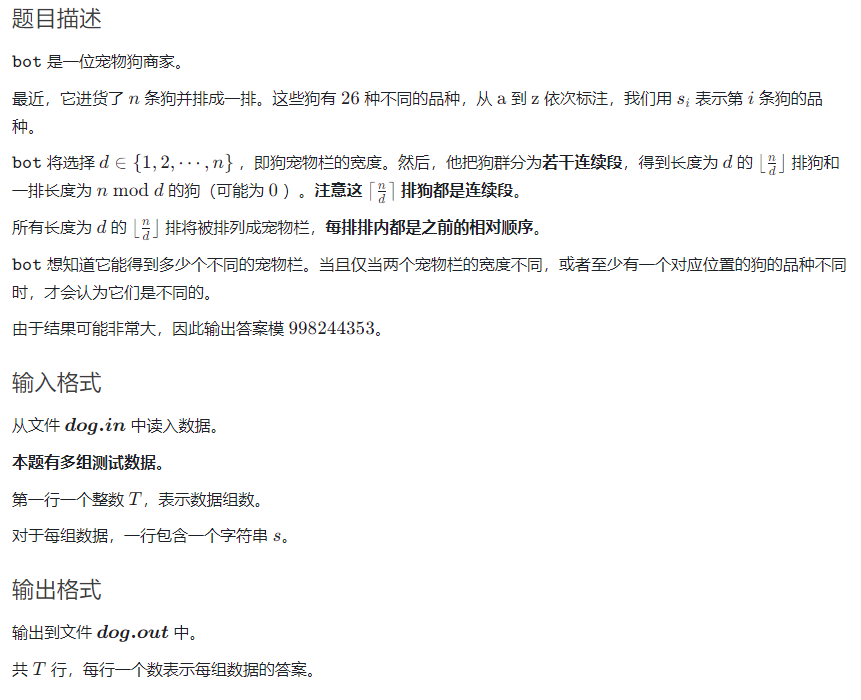 题目描述
bot 是一位宠物狗商家。
最近，它进货了 n 条狗并排成一排。这些狗有 26 种不同的品种，从 a 到 z 依次标注，我们用 s_i 表示第 i 条狗的品
种。
bot 将选择 d ∈ {1, 2, ⋯, n} ，即狗宠物栏的宽度。然后，他把狗群分为若干连续段，得到长度为 d 的 ⌊n/d⌋ 排狗和
一排长度为 n mod d 的狗（可能为 0 ）。注意这 ⌈n/d⌉ 排狗都是连续段。
所有长度为 d 的 ⌊n/d⌋ 排将被排列成宠物栏，每排排内都是之前的相对顺序。
bot 想知道它能得到多少个不同的宠物栏。当且仅当两个宠物栏的宽度不同，或者至少有一个对应位置的狗的品种不同
时，才会认为它们是不同的。
由于结果可能非常大，因此输出答案模 998244353。
输入格式
从文件 dog.in 中读入数据。
本题有多组测试数据。
第一行一个整数 T，表示数据组数。
对于每组数据，一行包含一个字符串 s。
输出格式
输出到文件 dog.out 中。
共 T 行，每行一个数表示每组数据的答案。